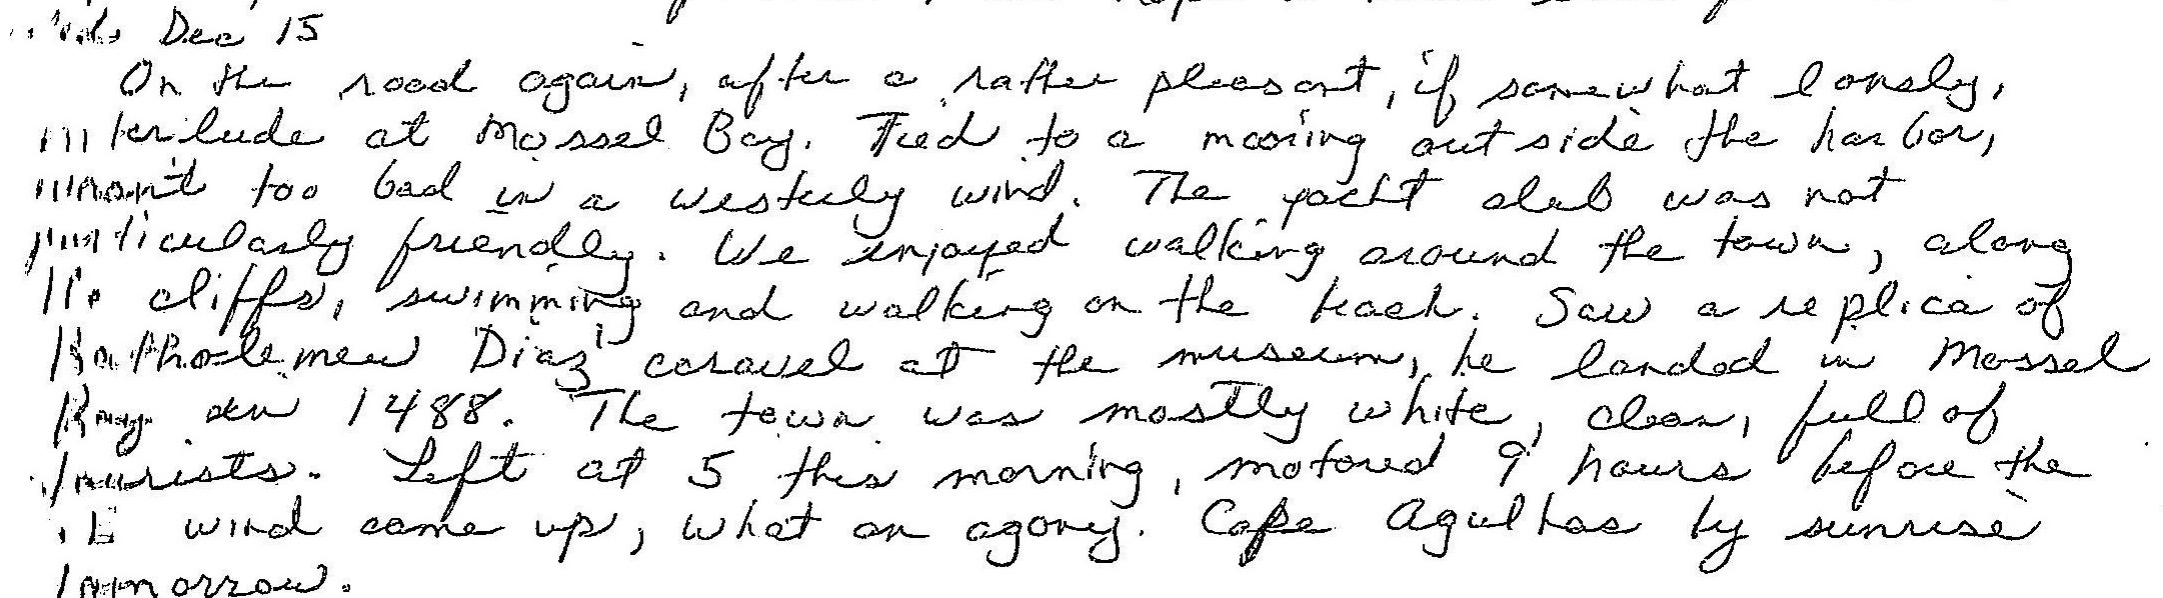 Dec 15
On the road again, after a rather pleasant, if somewhat lonely,
interlude at Mossel Bay. Tied to a mooring outside the harbor,
wasn't too bad in a westerly wind. The yacht club was not
particularly friendly. We enjoyed walking around the town, along
the cliffs, swimming and walking on the beach. Saw a replica of
Bartholemew Diaz' caravel at the museum, he landed in Mossel
Bay in 1488. The town was mostly white, clean, full of
tourists. Left at 5 this morning, motored 9 hours before the
wind came up, what an agony. Cape Agulhas by sunrise
tomorrow.